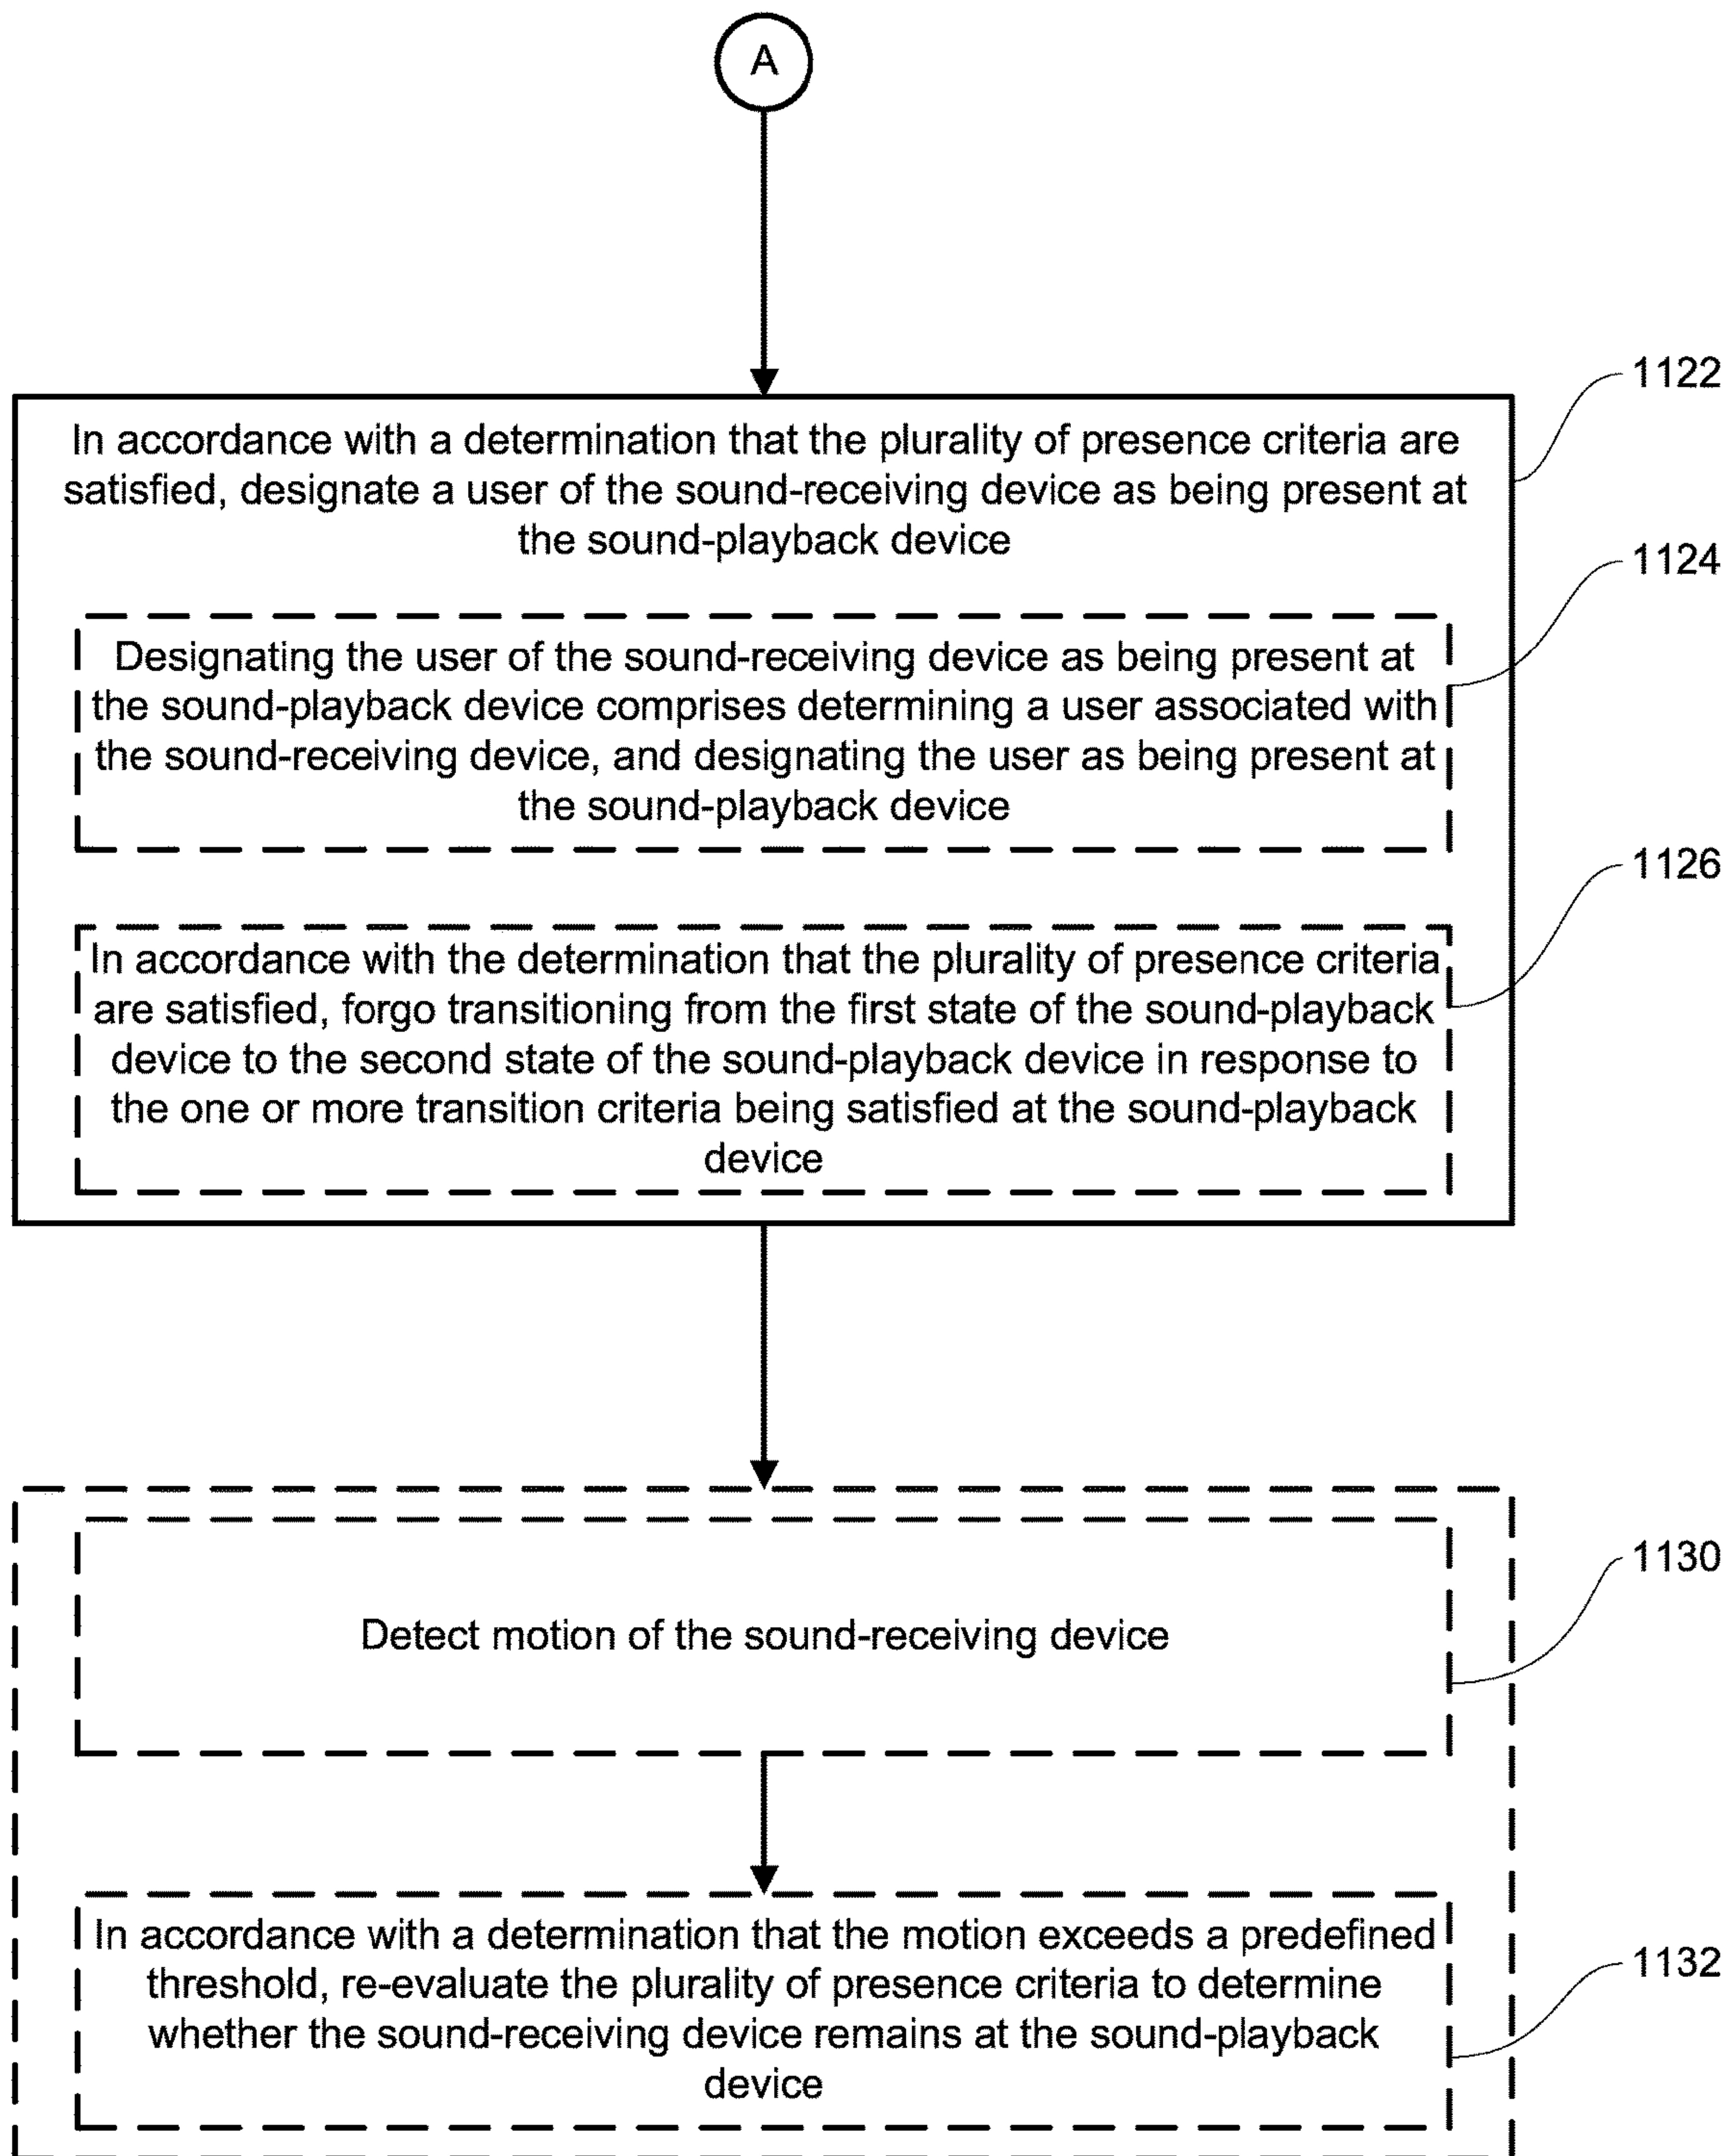 A
1122
In accordance with a determination that the plurality of presence criteria are
satisfied, designate a user of the sound-receiving device as being present at
the sound-playback device
1124
Designating the user of the sound-receiving device as being present at
the sound-playback device comprises determining a user associated with
the sound-receiving device, and designating the user as being present at
the sound-playback device
1126
In accordance with the determination that the plurality of presence criteria
are satisfied, forgo transitioning from the first state of the sound-playback
device to the second state of the sound-playback device in response to
the one or more transition criteria being satisfied at the sound-playback
device
1130
Detect motion of the sound-receiving device
In accordance with a determination that the motion exceeds a predefined
threshold, re-evaluate the plurality of presence criteria to determine
1132
whether the sound-receiving device remains at the sound-playback
device